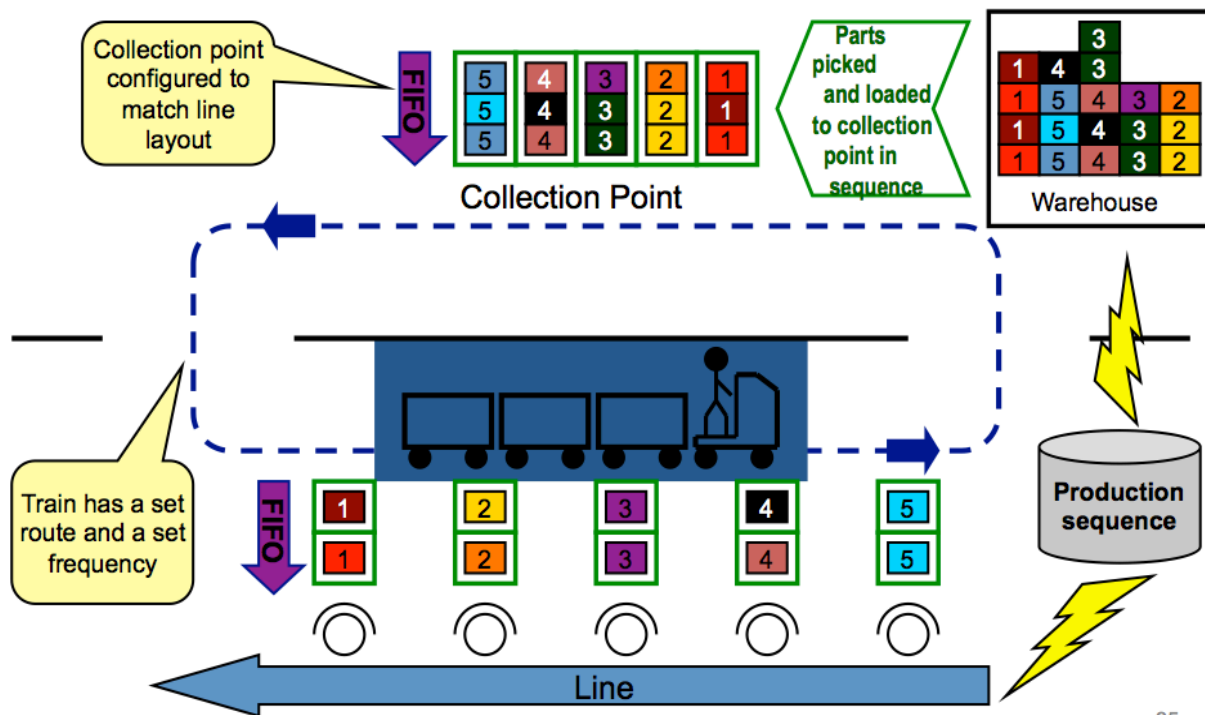 Collection point
configured to
match line
layout
FIFO
5 4 3 2 1
5 4 3 2 1
5 4 3 2 1
Collection Point
Parts
picked
and loaded
to collection
point in
sequence
3
1 4 3
1 5 4 3 2
1 5 4 3 2
1 5 4 3 2
Warehouse
Train has a set
route and a set
frequency
FIFO
1 2 3 4 5
1 2 3 4 5
Production
sequence
Line